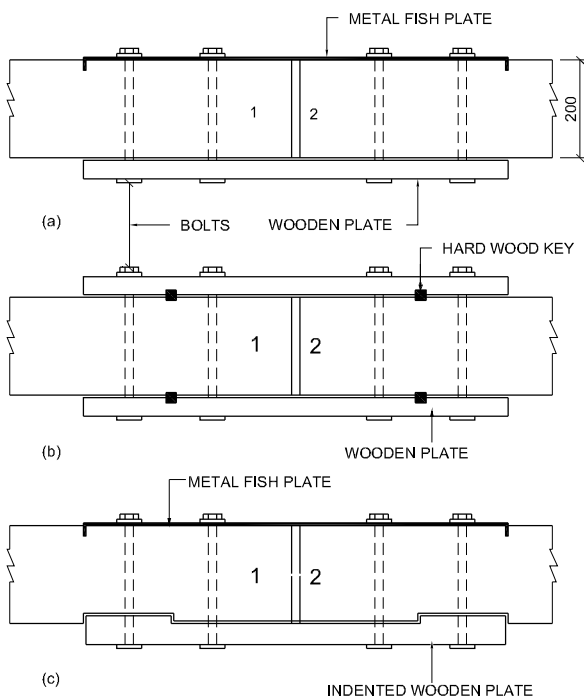 METAL FISH PLATE
1 2
200
(a)
BOLTS WOODEN PLATE
HARD WOOD KEY
1 2
(b)
WOODEN PLATE
METAL FISH PLATE
1 2
(c)
INDENTED WOODEN PLATE